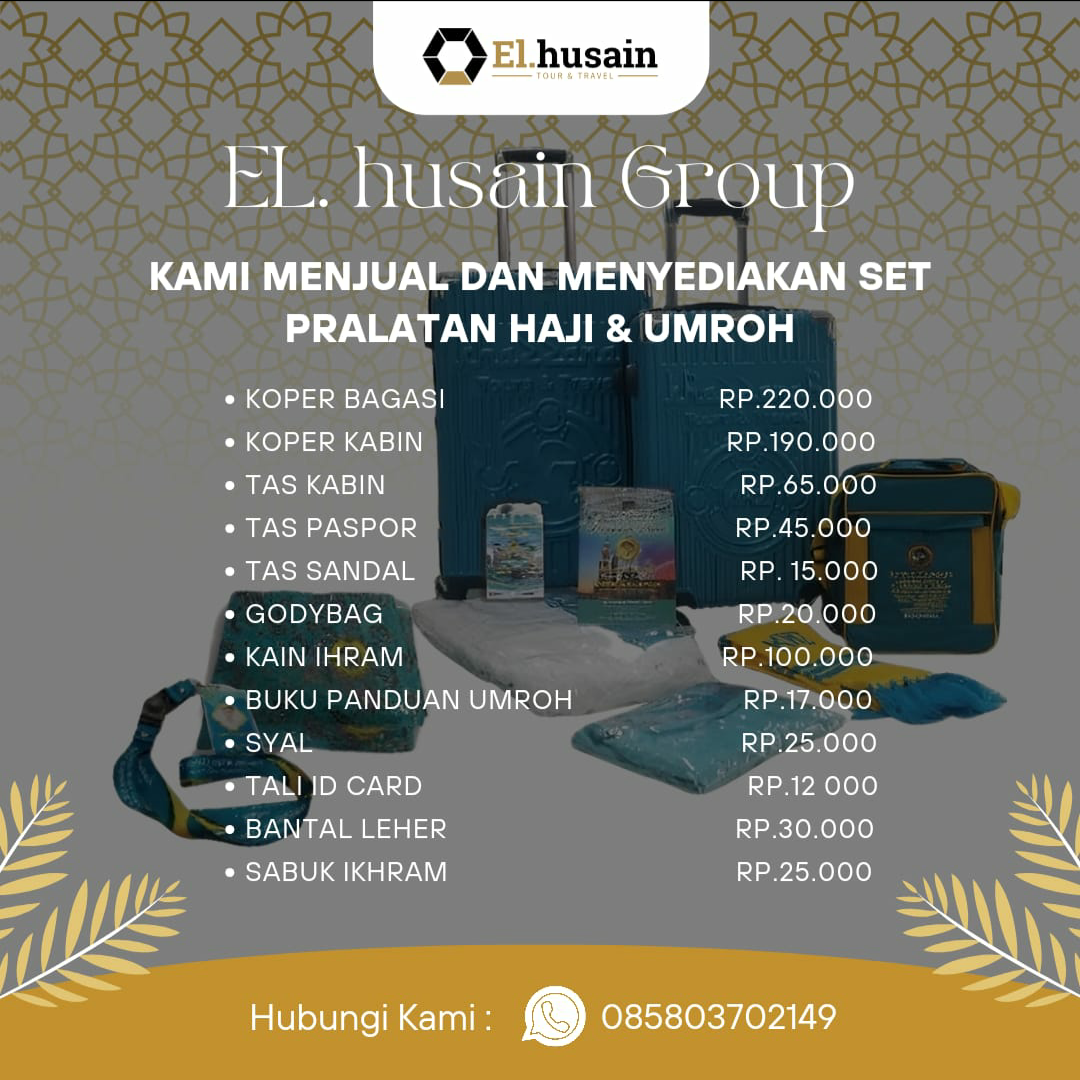 El.husain
TOUR & TRAVEL
EL. husain Group
KAMI MENJUAL DAN MENYEDIAKAN SET
PRALATAN HAJI & UMROH
• KOPER BAGASI RP.220.000
• KOPER KABIN RP.190.000
• TAS KABIN RP.65.000
• TAS PASPOR RP.45.000
• TAS SANDAL RP. 15.000
• GODYBAG RP.20.000
• KAIN IHRAM RP.100.000
• BUKU PANDUAN UMROH RP.17.000
• SYAL RP.25.000
• TALI ID CARD RP.12 000
• BANTAL LEHER RP.30.000
• SABUK IKHRAM RP.25.000
Hubungi Kami : 085803702149